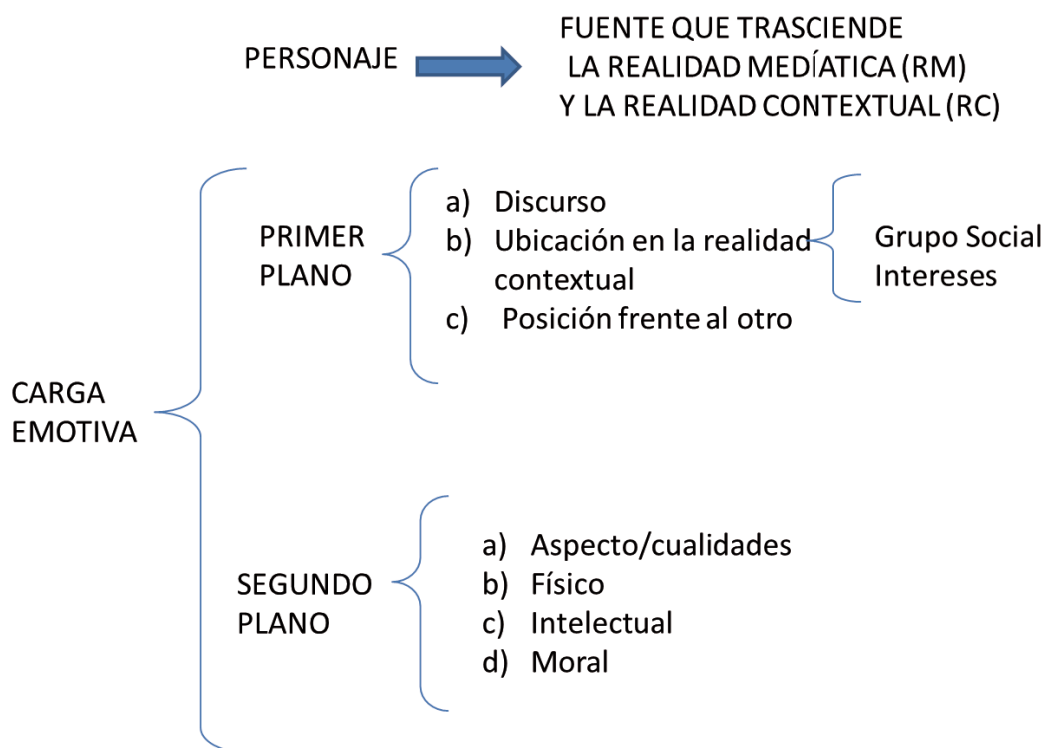 PERSONAJE
FUENTE QUE TRASCIENDE
LA REALIDAD MEDÍATICA (RM)
Y LA REALIDAD CONTEXTUAL (RC)
CARGA
EMOTIVA
PRIMER
PLANO
a) Discurso
b) Ubicación en la realidad
contextual
c) Posición frente al otro
Grupo Social
Intereses
SEGUNDO
PLANO
a) Aspecto/cualidades
b) Físico
c) Intelectual
d) Moral